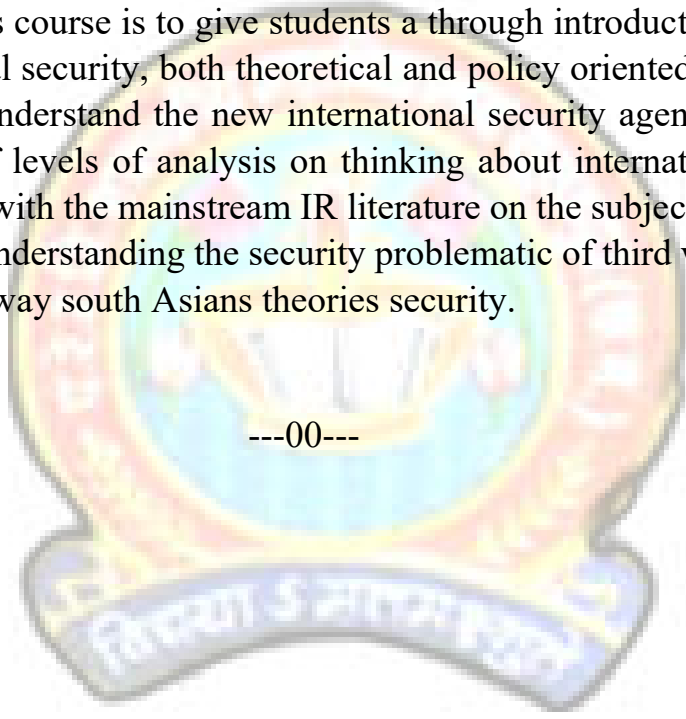 s course is to give students a through introduct
l security, both theoretical and policy oriented
nderstand the new international security agen
f levels of analysis on thinking about internat
with the mainstream IR literature on the subjec
nderstanding the security problematic of third
way south Asians theories security.
---00---